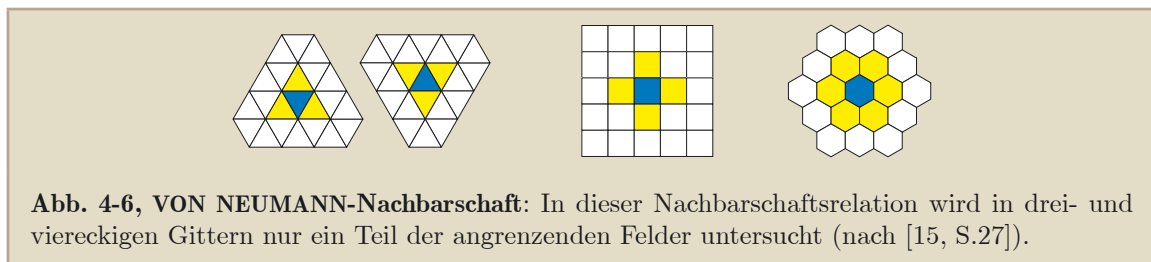 Abb. 4-6, VON NEUMANN-Nachbarschaft: In dieser Nachbarschaftsrelation wird in drei- und
viereckigen Gittern nur ein Teil der angrenzenden Felder untersucht (nach [15, S.27]).